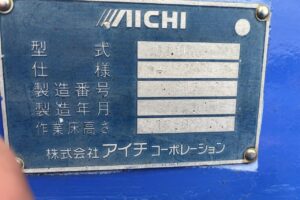 AICHI
型式
仕様
製造番号
製造年月
作業床高さ
株式会社 アイチ コーポレーション